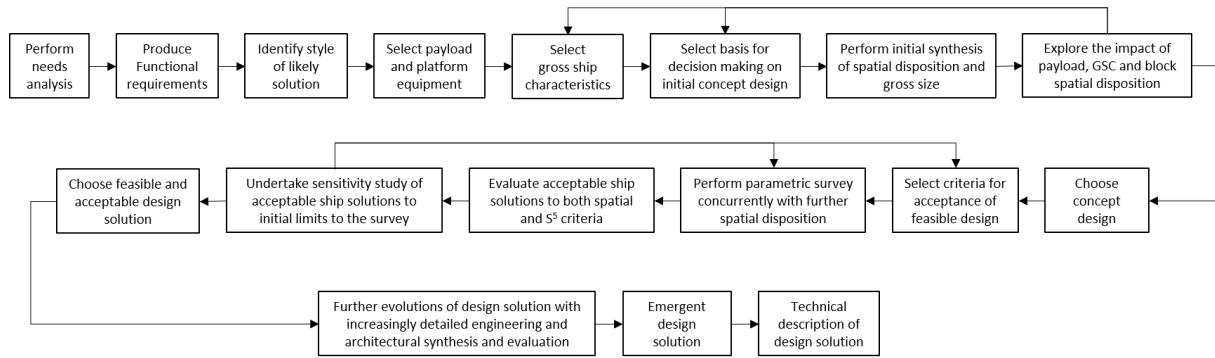 Perform
needs
analysis
Produce
Functional
requirements
Identify style
of likely
solution
Select payload
and platform
equipment
Select
gross ship
characteristics
Select basis for
decision making on
initial concept design
Perform initial synthesis
of spatial disposition and
gross size
Explore the impact of
payload, GSC and block
spatial disposition
Choose feasible and
acceptable design
solution
Undertake sensitivity study of
acceptable ship solutions to
initial limits to the survey
Evaluate acceptable ship
solutions to both spatial
and S⁵ criteria
Perform parametric survey
concurrently with further
spatial disposition
Select criteria for
acceptance of
feasible design
Choose
concept
design
Further evolutions of design solution with
increasingly detailed engineering and
architectural synthesis and evaluation
Emergent
design
solution
Technical
description of
design solution